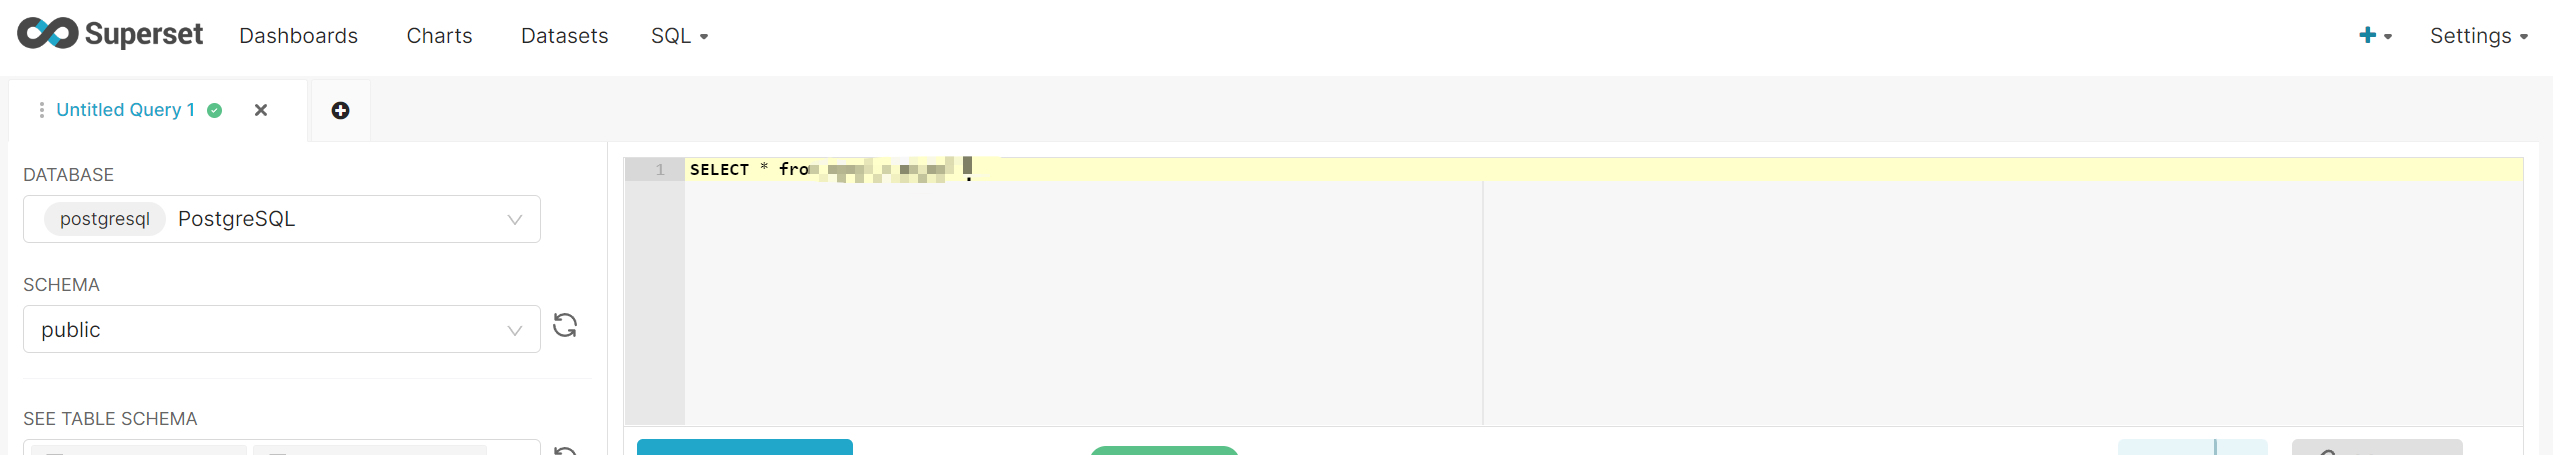 Superset Dashboards Charts Datasets SQL Settings
Untitled Query 1
DATABASE
postgresql PostgreSQL
SCHEMA
public
SEE TABLE SCHEMA
1 SELECT * fro